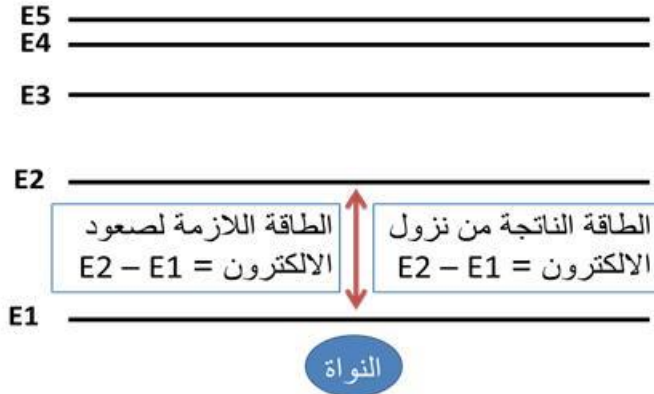 E5
E4
E3
E2
الطاقة الناتجة من نزول
الالكترون = E2 – E1
الطاقة اللازمة لصعود
الالكترون = E2 – E1
E1
النواة